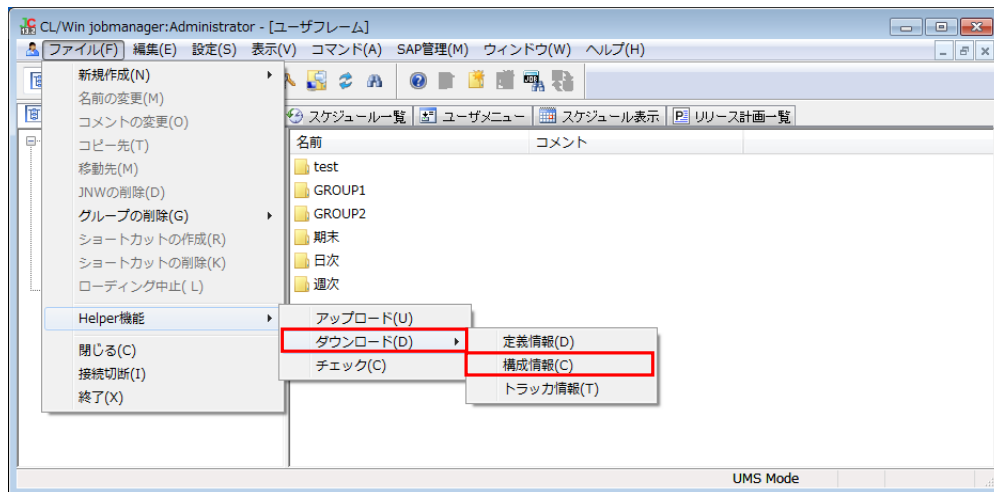 CL/Win jobmanager:Administrator - [ユーザフレーム]
ファイル(F) 編集(E) 設定(S) 表示(V) コマンド(A) SAP管理(M) ウィンドウ(W) ヘルプ(H)
スケジュール一覧 ユーザメニュー スケジュール表示 リリース計画一覧
新規作成(N)
名前の変更(M)
コメントの変更(O)
コピー先(T)
移動先(M)
JNWの削除(D)
グループの削除(G)
ショートカットの作成(R)
ショートカットの削除(K)
ローディング中止( L)
Helper機能
閉じる(C)
接続切断(I)
終了(X)
名前 コメント
test
GROUP1
GROUP2
期末
日次
週次
アップロード(U)
ダウンロード(D)
チェック(C)
定義情報(D)
構成情報(C)
トラッカ情報(T)
UMS Mode